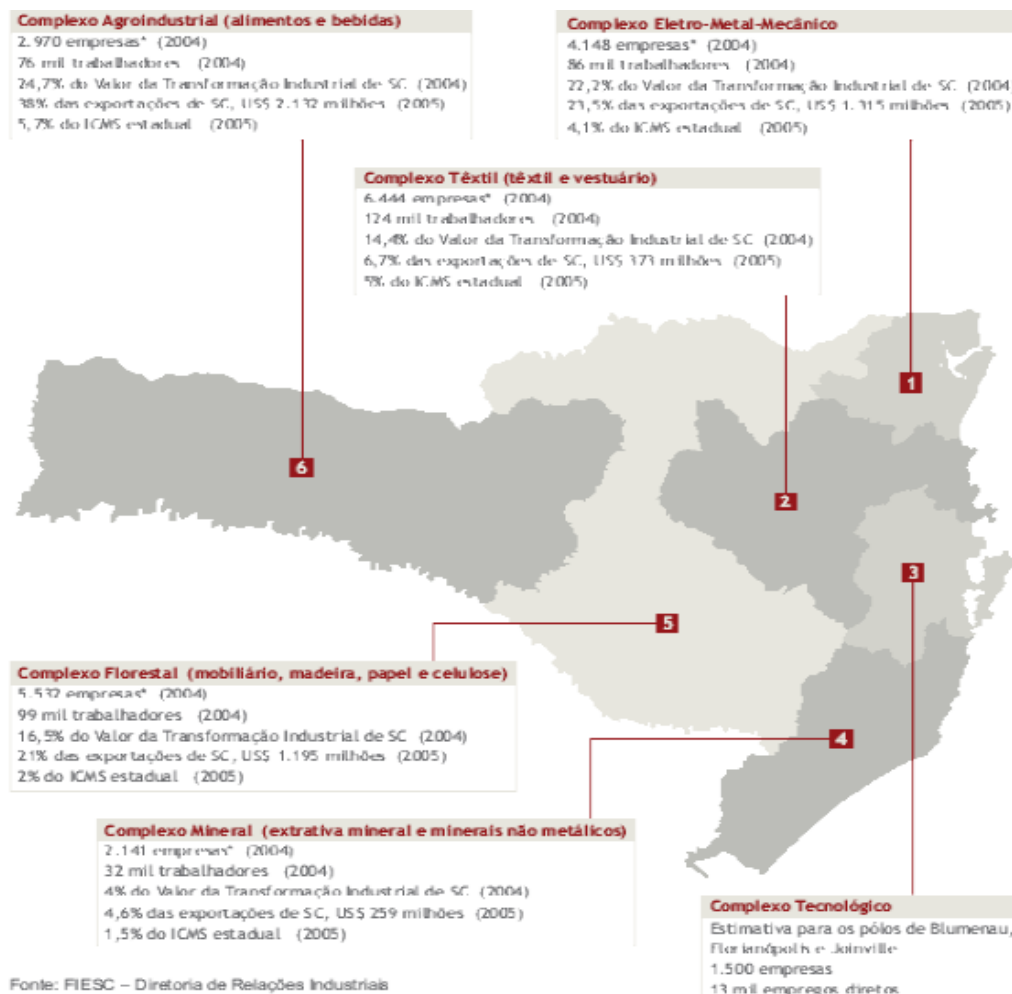 Complexo Agroindustrial (alimentos e bebidas)
2.970 empresas* (2004)
76 mil trabalhadores (2004)
24,7% do Valor da Transformação Industrial de SC (2004)
38% das exportações de SC, US$ 2.132 milhões (2005)
5,7% do ICMS estadual (2005)
Complexo Eletro-Metal-Mecânico
4.148 empresas* (2004)
86 mil trabalhadores (2004)
22,2% do Valor da Transformação Industrial de SC (2004)
23,5% das exportações de SC, US$ 1.315 milhões (2005)
4,1% do ICMS estadual (2005)
Complexo Têxtil (têxtil e vestuário)
6.444 empresas* (2004)
124 mil trabalhadores (2004)
14,4% do Valor da Transformação Industrial de SC (2004)
6,7% das exportações de SC, US$ 373 milhões (2005)
5% do ICMS estadual (2005)
1
6
2
3
5
4
Complexo Florestal (mobiliário, madeira, papel e celulose)
5.532 empresas* (2004)
99 mil trabalhadores (2004)
16,5% do Valor da Transformação Industrial de SC (2004)
21% das exportações de SC, US$ 1.195 milhões (2005)
2% do ICMS estadual (2005)
Complexo Mineral (extrativa mineral e minerais não metálicos)
2.141 empresas* (2004)
32 mil trabalhadores (2004)
4% do Valor da Transformação Industrial de SC (2004)
4,6% das exportações de SC, US$ 259 milhões (2005)
1,5% do ICMS estadual (2005)
Complexo Tecnológico
Estimativa para os pólos de Blumenau,
Florianópolis e Joinville
1.500 empresas
13 mil empregos diretos
Fonte: FIESC – Diretoria de Relações Industriais